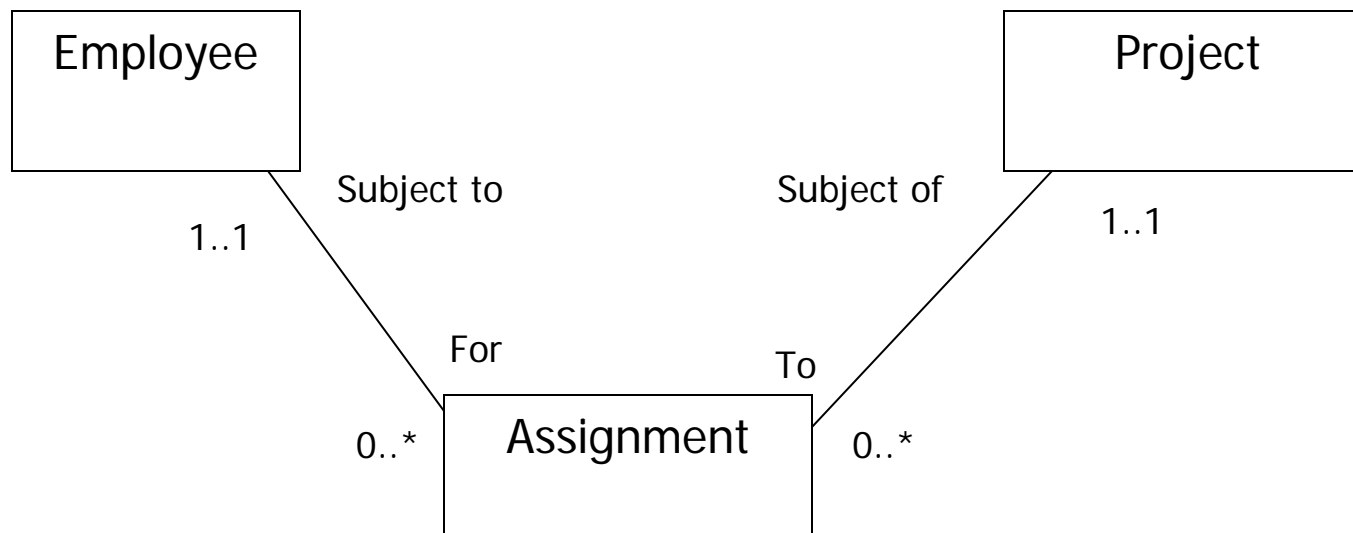 Employee
Project
Subject to
Subject of
1..1
1..1
For
To
0..*
Assignment
0..*